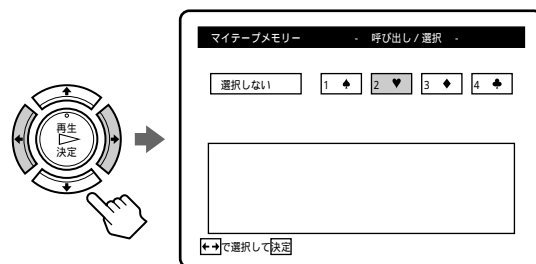 マイテープメモリー - 呼び出し / 選択 -
選択しない 1 ♠ 2 ♥ 3 ♦ 4 ♣
再生
決定
←→で選択して決定